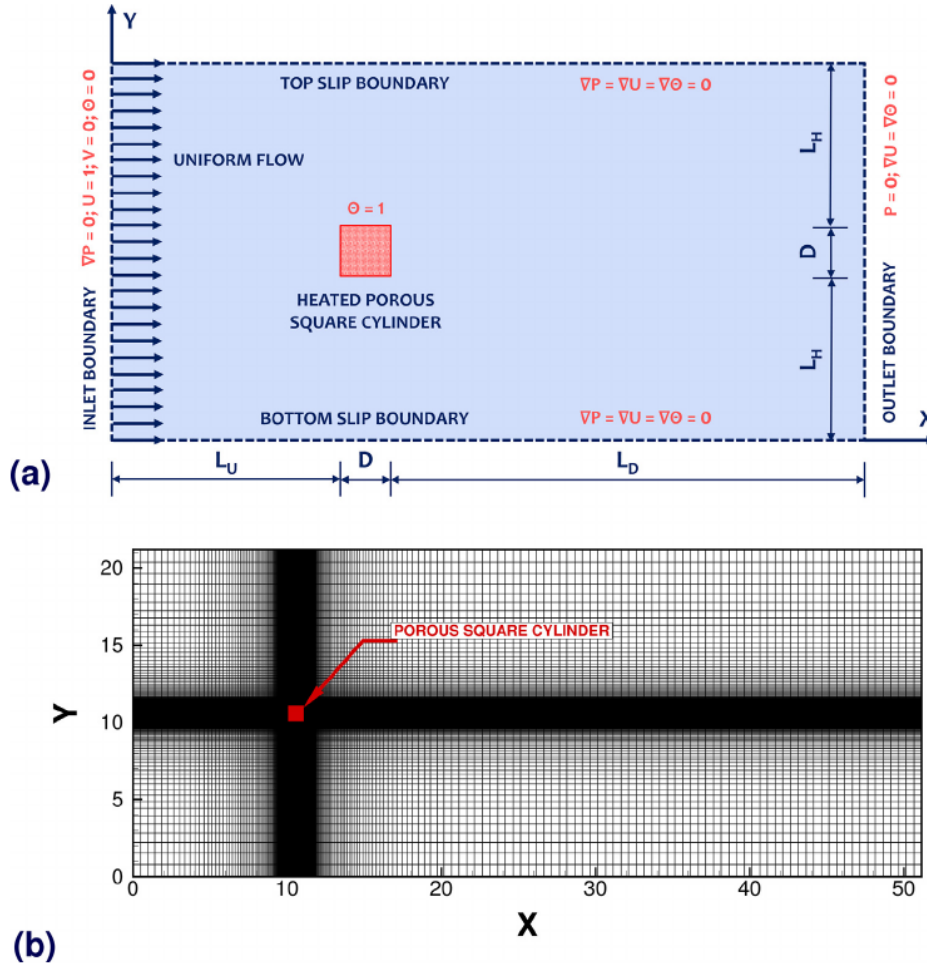 Y
TOP SLIP BOUNDARY
∇P = ∇U = ∇Θ = 0
∇P = 0; U = 1; V = 0; Θ = 0
INLET BOUNDARY
UNIFORM FLOW
Θ = 1
HEATED POROUS
SQUARE CYLINDER
L_H
D
L_H
P = 0; ∇U = ∇Θ = 0
OUTLET BOUNDARY
BOTTOM SLIP BOUNDARY
∇P = ∇U = ∇Θ = 0
X
(a)
L_U
D
L_D
20
15
10
5
0
Y
POROUS SQUARE CYLINDER
0
10
20
30
40
50
X
(b)